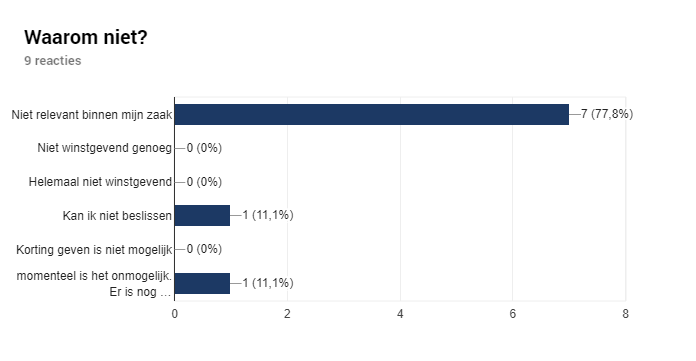 Waarom niet?
9 reacties
Niet relevant binnen mijn zaak
7 (77,8%)
Niet winstgevend genoeg
0 (0%)
Helemaal niet winstgevend
0 (0%)
Kan ik niet beslissen
1 (11,1%)
Korting geven is niet mogelijk
0 (0%)
momenteel is het onmogelijk.
Er is nog …
1 (11,1%)
0 2 4 6 8